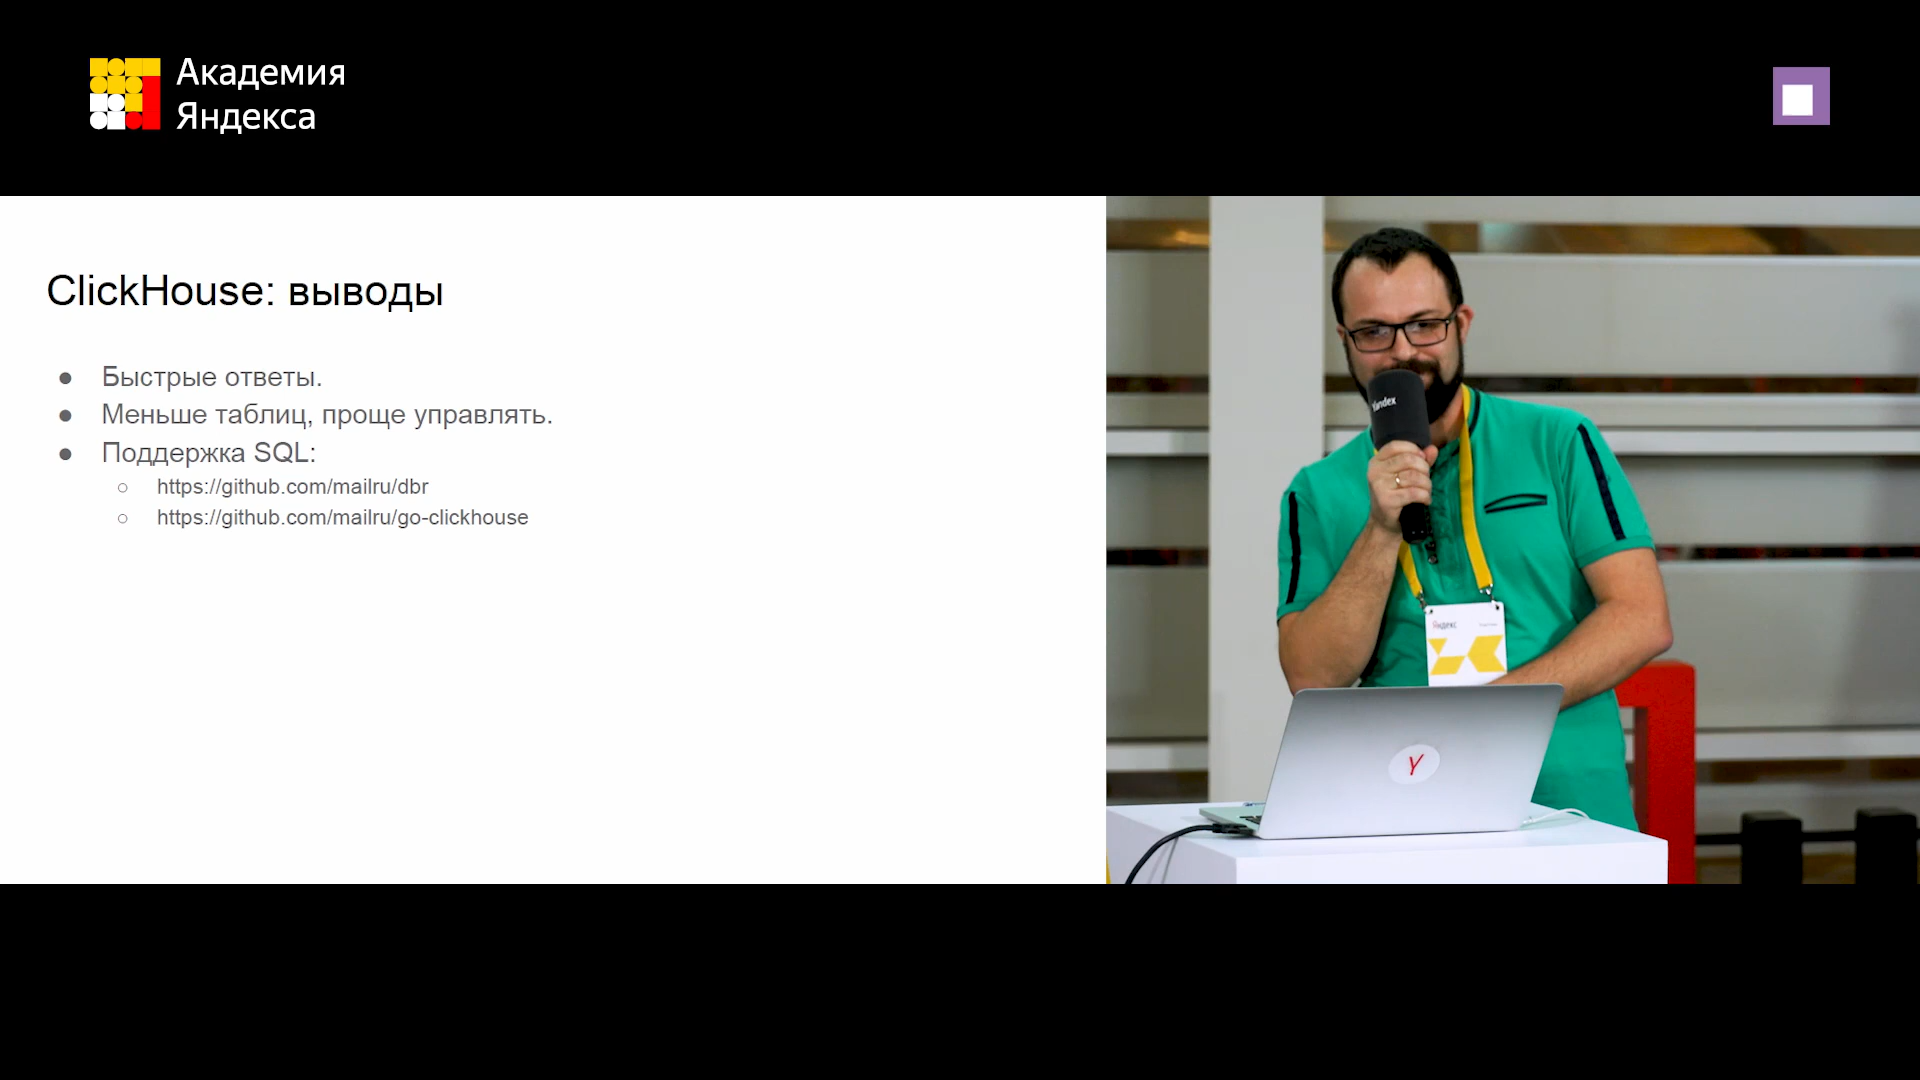 Академия
Яндекса
ClickHouse: выводы
● Быстрые ответы.
● Меньше таблиц, проще управлять.
● Поддержка SQL:
○ https://github.com/mailru/dbr
○ https://github.com/mailru/go-clickhouse
Yandex
Яндекс
Y